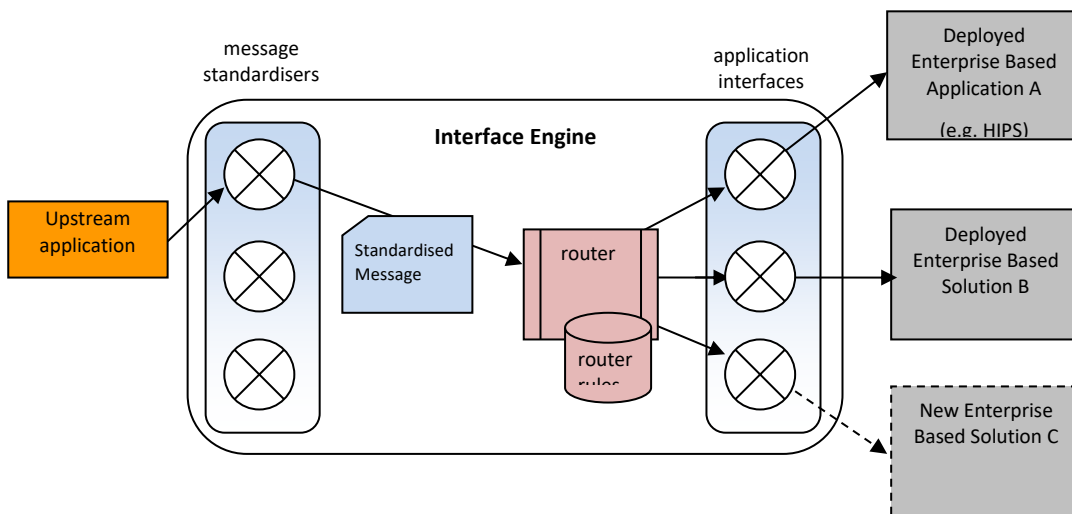 message
standardisers
application
interfaces
Interface Engine
Upstream
application
Standardised
Message
router
router
rules
Deployed
Enterprise Based
Application A
(e.g. HIPS)
Deployed
Enterprise Based
Solution B
New Enterprise
Based Solution C